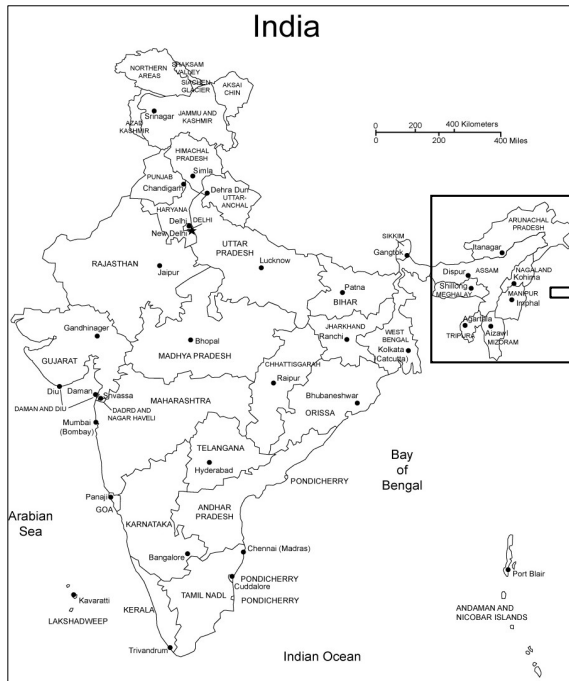 India
NORTHERN
AREAS
SHAKSAM
VALLEY
SIACHEN
GLACIER
AKSAI
CHIN
Srinagar
AZAD
KASHMIR
JAMMU AND
KASHMIR
0 200 400 Kilometers
0 200 400 Miles
HIMACHAL
PRADESH
Simla
PUNJAB
Chandigarh
Dehra Dun
UTTAR-
ANCHAL
HARYANA
Delhi
DELHI
New Delhi
RAJASTHAN
Jaipur
UTTAR
PRADESH
Lucknow
SIKKIM
Gangtok
ARUNACHAL
PRADESH
Itanagar
Dispur
ASSAM
NAGALAND
Kohima
Shillong
MEGHALAY
MANIPUR
Imphal
Agartala
TRIPURA
Aizawl
MIZORAM
Patna
BIHAR
Gandhinager
GUJARAT
Bhopal
MADHYA PRADESH
JHARKHAND
Ranchi
WEST
BENGAL
Kolkata
(Catcutta)
CHHATTISGARAH
Raipur
Bhubaneshwar
ORISSA
Diu
Daman
Shvassa
DAMAN AND DIU
DADRD AND
NAGAR HAVELI
MAHARASHTRA
Mumbai
(Bombay)
TELANGANA
Hyderabad
PONDICHERRY
Bay
of
Bengal
Arabian
Sea
Panaji
GOA
KARNATAKA
ANDHAR
PRADESH
Bangalore
Chennai (Madras)
PONDICHERRY
Cuddalore
PONDICHERRY
TAMIL NADL
KERALA
Kavaratti
LAKSHADWEEP
Trivandrum
Port Blair
ANDAMAN AND
NICOBAR ISLANDS
Indian Ocean